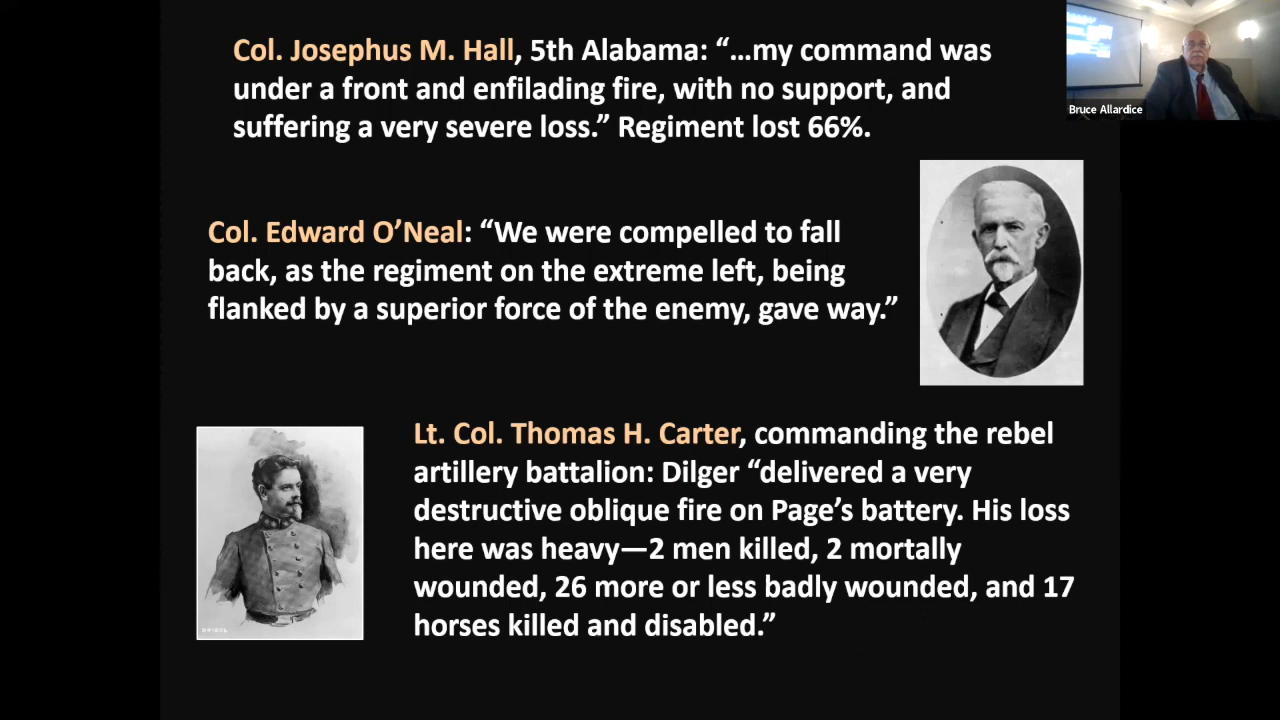 Col. Josephus M. Hall, 5th Alabama: “…my command was
under a front and enfilading fire, with no support, and
suffering a very severe loss.” Regiment lost 66%.
Bruce Allardice
Col. Edward O’Neal: “We were compelled to fall
back, as the regiment on the extreme left, being
flanked by a superior force of the enemy, gave way.”
Lt. Col. Thomas H. Carter, commanding the rebel
artillery battalion: Dilger “delivered a very
destructive oblique fire on Page’s battery. His loss
here was heavy—2 men killed, 2 mortally
wounded, 26 more or less badly wounded, and 17
horses killed and disabled.”